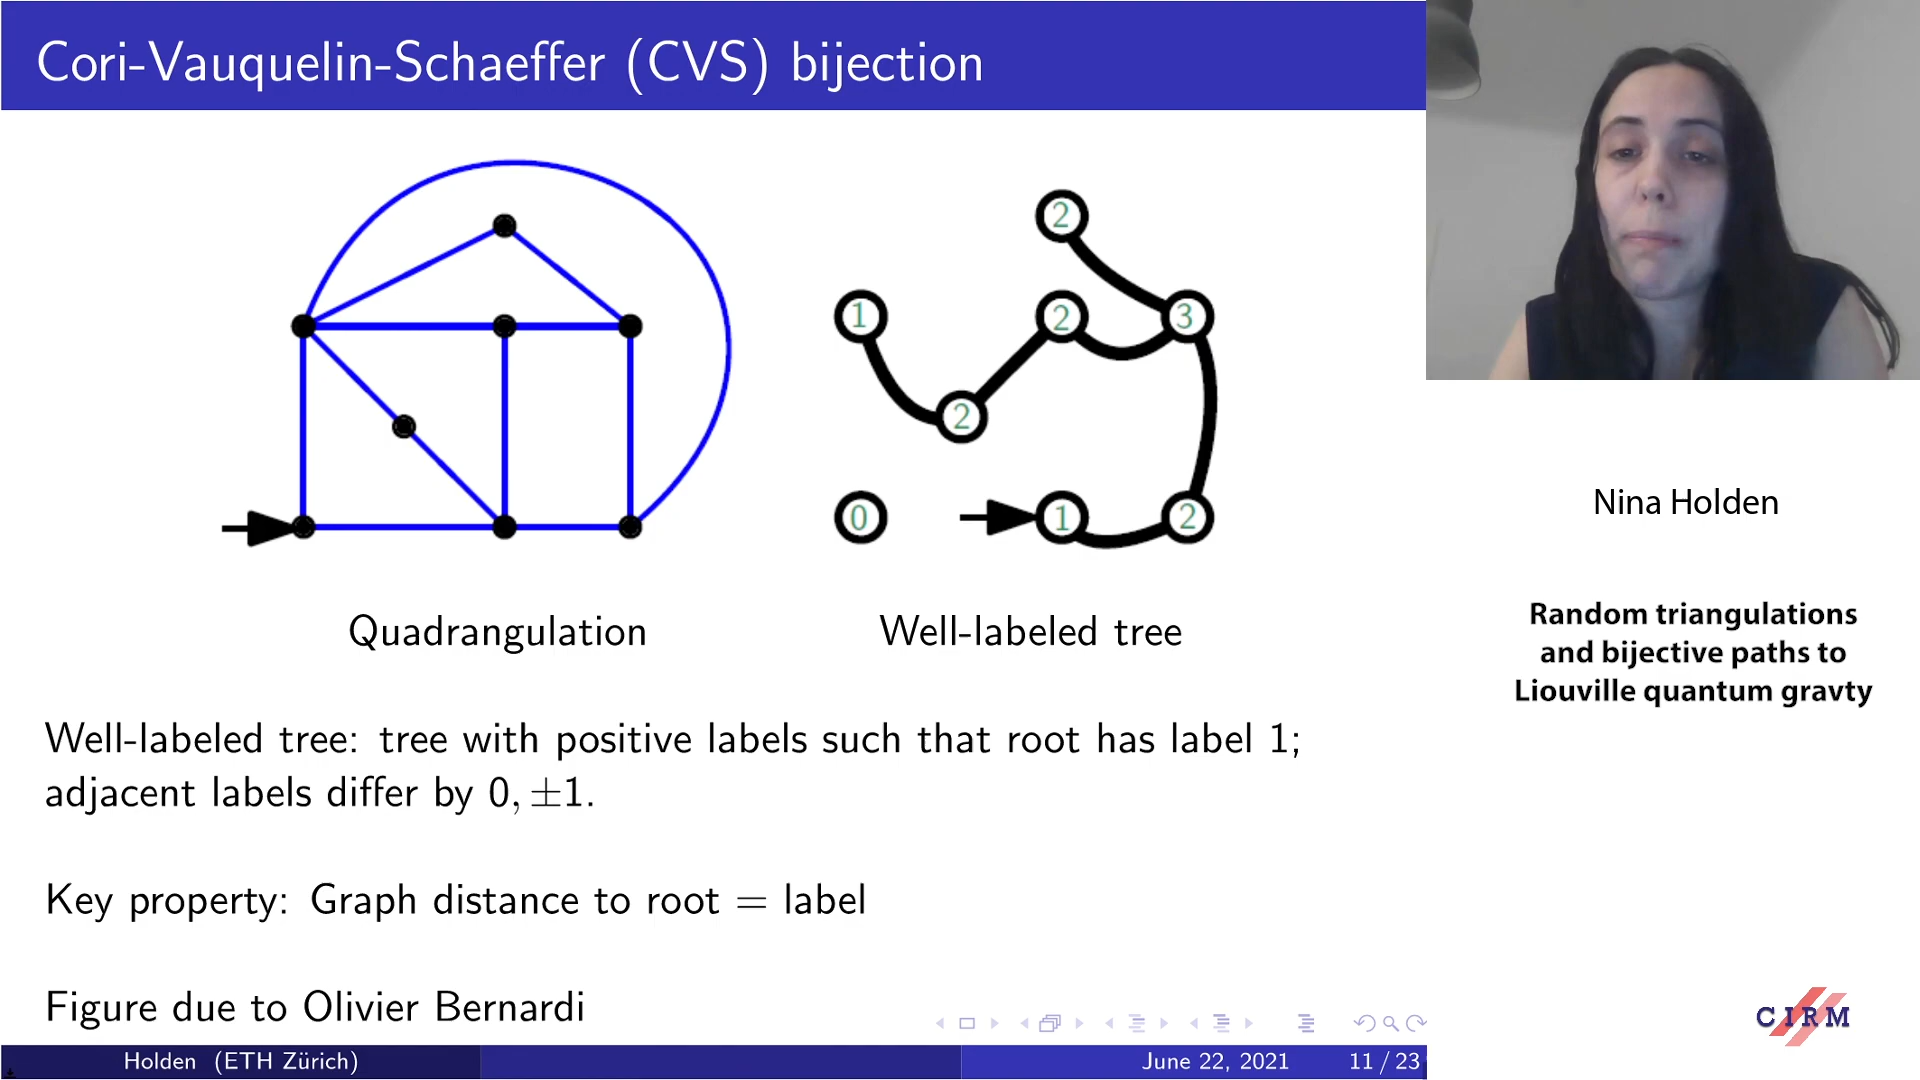 Cori-Vauquelin-Schaeffer (CVS) bijection
2
1
2
3
2
0
1
2
Quadrangulation
Well-labeled tree
Well-labeled tree: tree with positive labels such that root has label 1;
adjacent labels differ by 0, ±1.
Key property: Graph distance to root = label
Figure due to Olivier Bernardi
Holden (ETH Zürich)
June 22, 2021
11 / 23
Nina Holden
Random triangulations
and bijective paths to
Liouville quantum gravty
CIRM